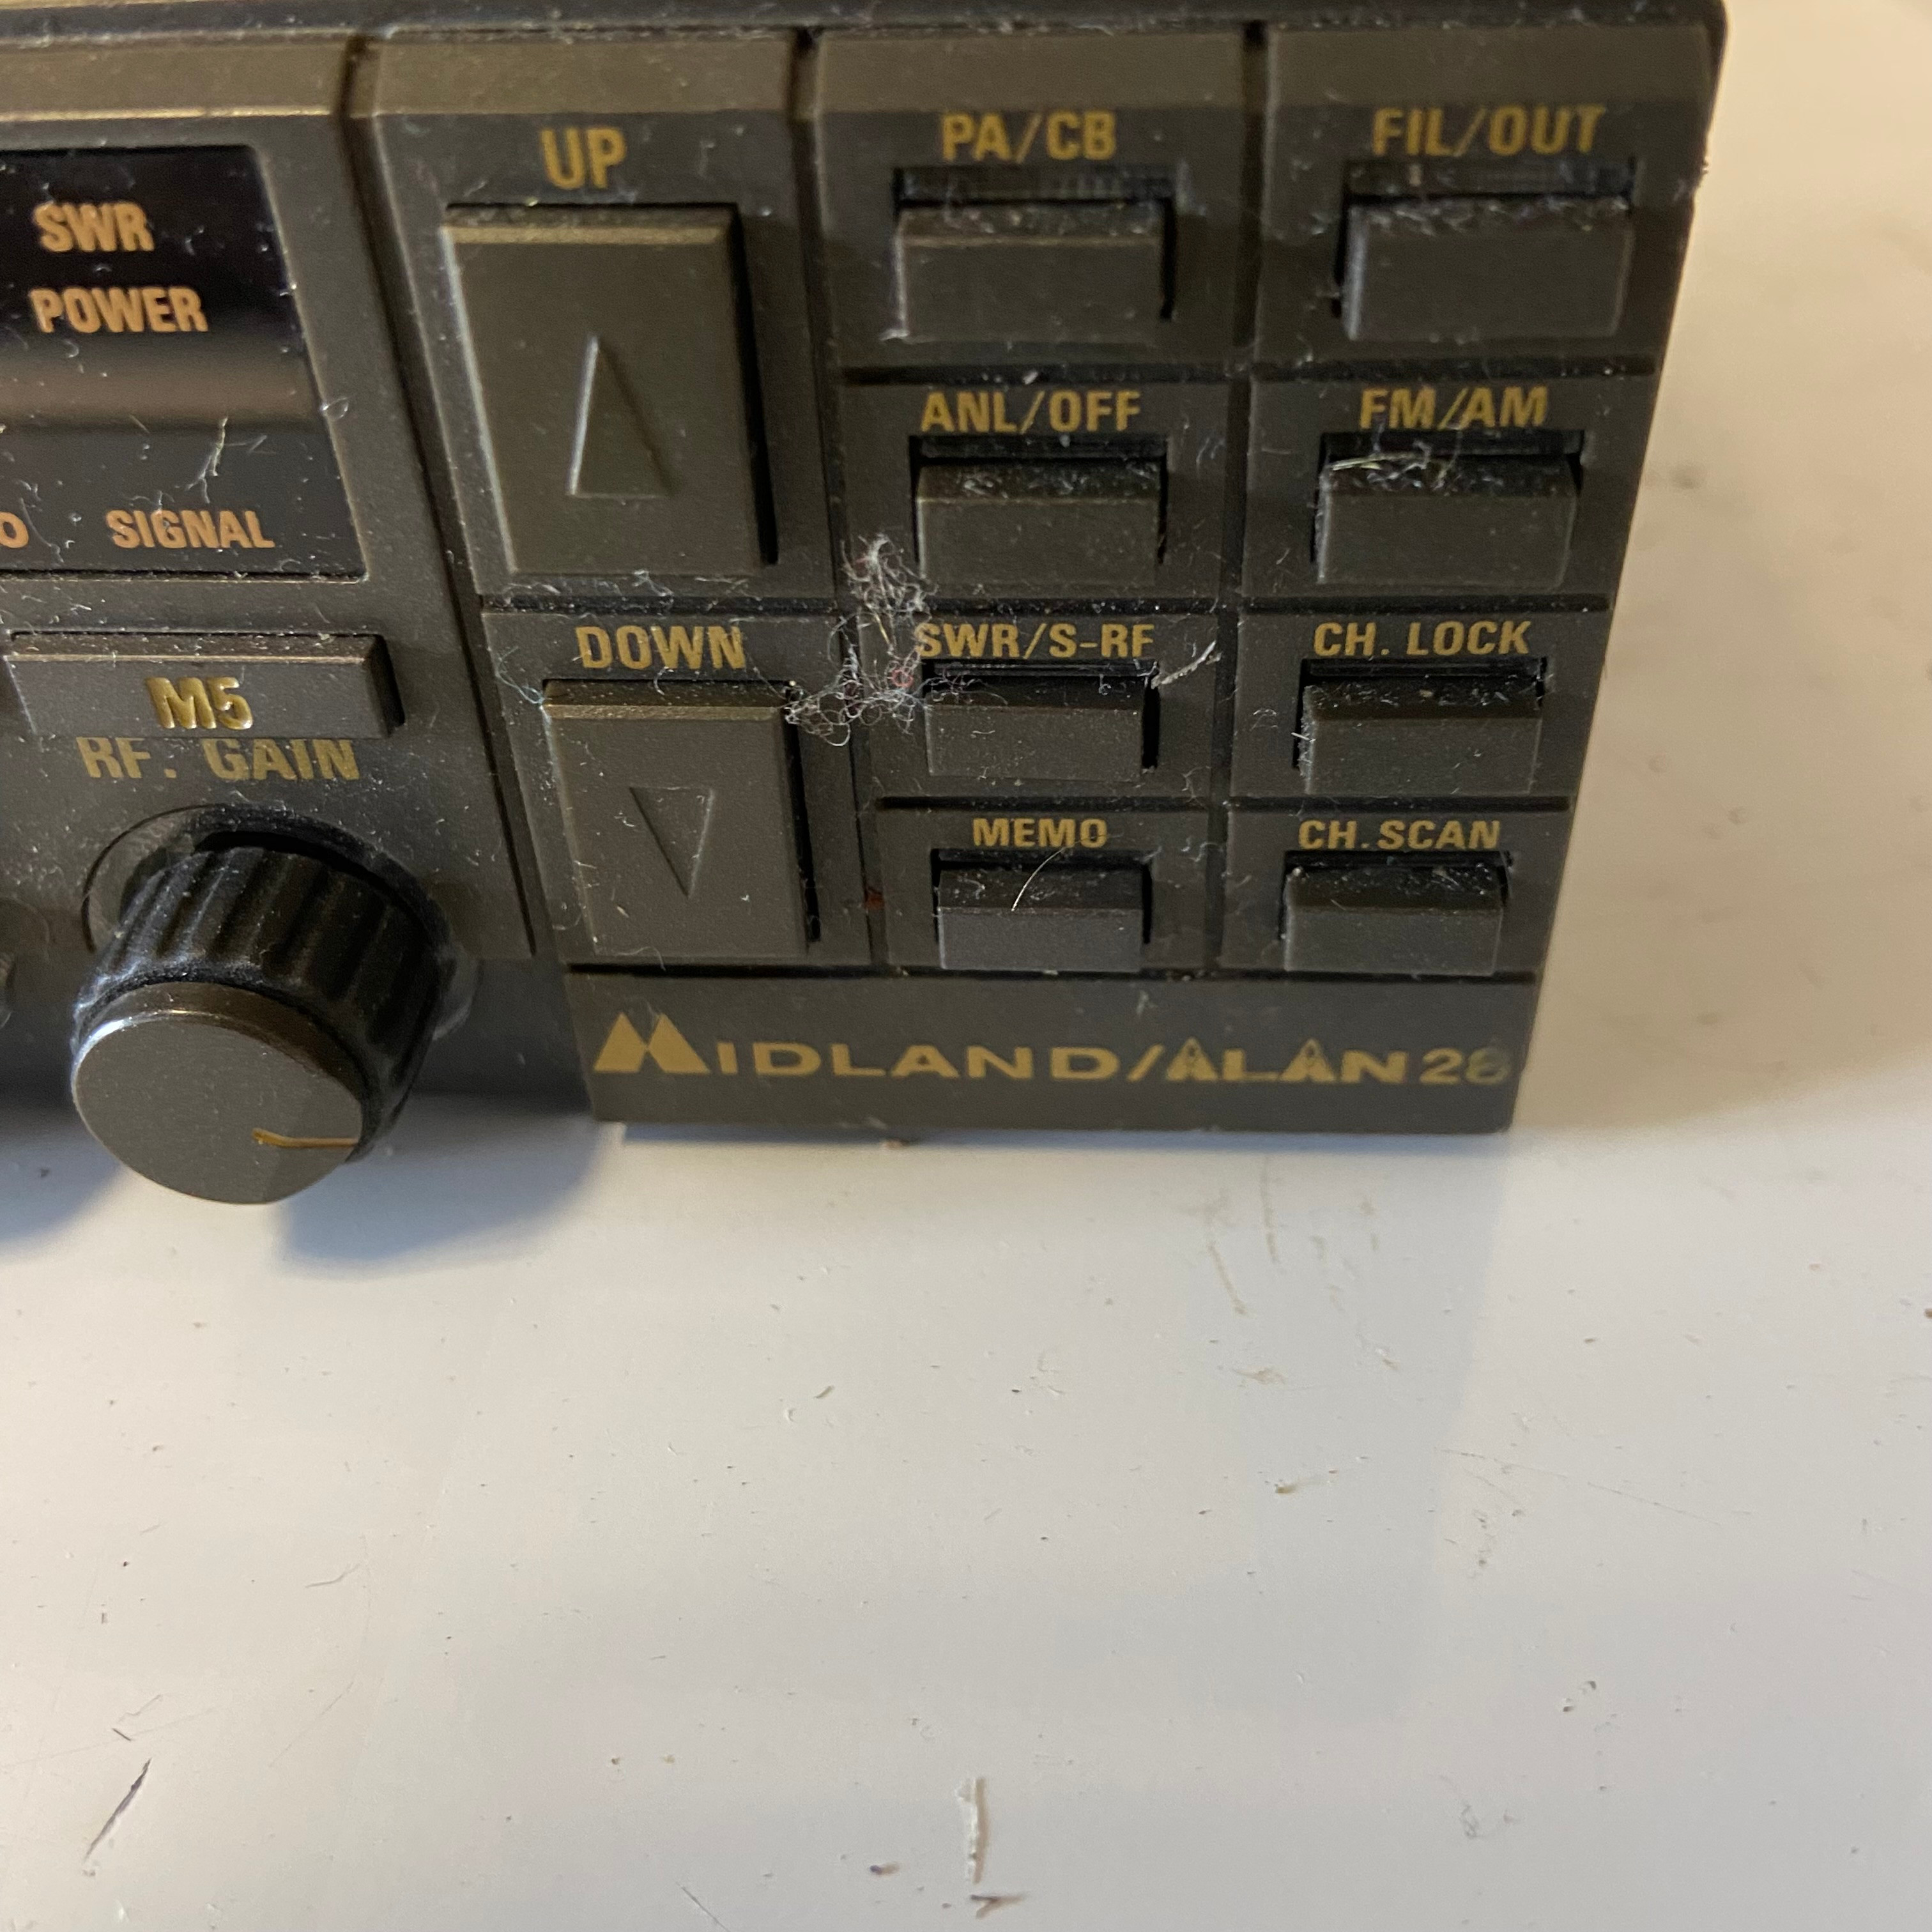 SWR
POWER
O SIGNAL
M5
RF. GAIN
UP
DOWN
PA/CB
FIL/OUT
ANL/OFF
FM/AM
SWR/S-RF
CH. LOCK
MEMO
CH. SCAN
MIDLAND/ALAN 28